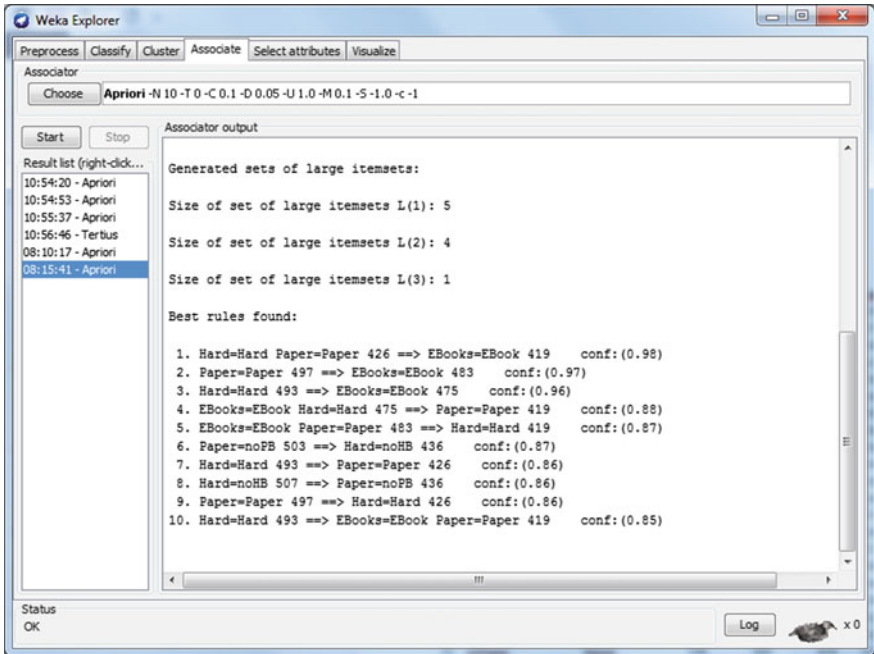 Weka Explorer
Preprocess Classify Cluster Associate Select attributes Visualize
Associator
Choose Apriori -N 10 -T 0 -C 0.1 -D 0.05 -U 1.0 -M 0.1 -S -1.0 -c -1
Start Stop
Result list (right-click...
10:54:20 - Apriori
10:54:53 - Apriori
10:55:37 - Apriori
10:56:46 - Tertius
08:10:17 - Apriori
08:15:41 - Apriori
Associator output
Generated sets of large itemsets:
Size of set of large itemsets L(1): 5
Size of set of large itemsets L(2): 4
Size of set of large itemsets L(3): 1
Best rules found:
1. Hard=Hard Paper=Paper 426 ==> EBooks=EBook 419 conf:(0.98)
2. Paper=Paper 497 ==> EBooks=EBook 483 conf:(0.97)
3. Hard=Hard 493 ==> EBooks=EBook 475 conf:(0.96)
4. EBooks=EBook Hard=Hard 475 ==> Paper=Paper 419 conf:(0.88)
5. EBooks=EBook Paper=Paper 483 ==> Hard=Hard 419 conf:(0.87)
6. Paper=noPB 503 ==> Hard=noHB 436 conf:(0.87)
7. Hard=Hard 493 ==> Paper=Paper 426 conf:(0.86)
8. Hard=noHB 507 ==> Paper=noPB 436 conf:(0.86)
9. Paper=Paper 497 ==> Hard=Hard 426 conf:(0.86)
10. Hard=Hard 493 ==> EBooks=EBook Paper=Paper 419 conf:(0.85)
Status
OK
Log x 0